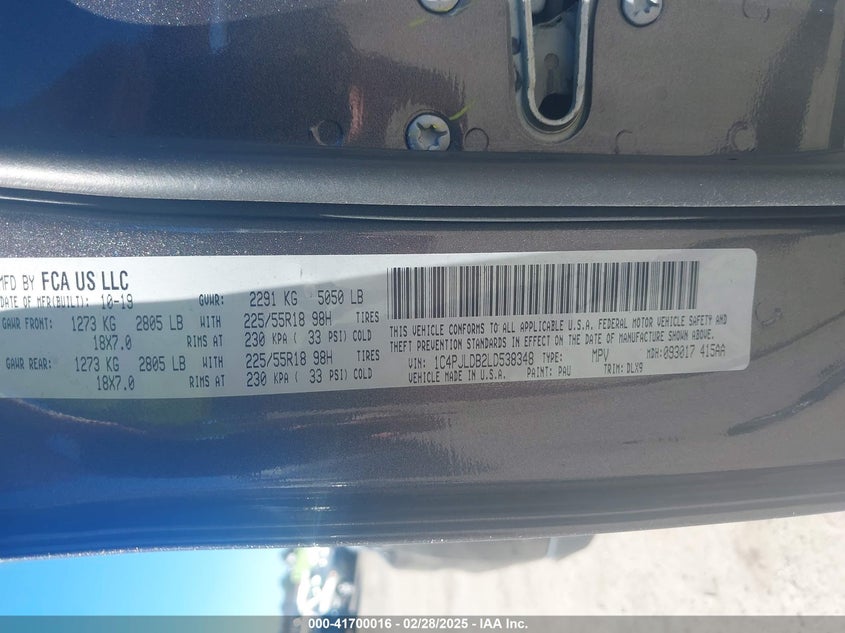 MFD BY FCA US LLC
DATE OF MFR(BUILT): 10-19 GVWR: 2291 KG 5050 LB
GAWR FRONT: 1273 KG 2805 LB WITH 225/55R18 98H TIRES
18X7.0 RIMS AT 230 KPA ( 33 PSI) COLD
GAWR REAR: 1273 KG 2805 LB WITH 225/55R18 98H TIRES
18X7.0 RIMS AT 230 KPA ( 33 PSI) COLD
THIS VEHICLE CONFORMS TO ALL APPLICABLE U.S.A. FEDERAL MOTOR VEHICLE SAFETY, BUMPER, AND
THEFT PREVENTION STANDARDS IN EFFECT ON THE DATE OF MANUFACTURE SHOWN ABOVE.
VIN: 1C4PJLDB2LD538348 TYPE: MPV MDH: 093017 415AA
VEHICLE MADE IN U.S.A. PAINT: PAU TRIM: DLX9
000-41700016 — 02/28/2025 — IAA Inc.